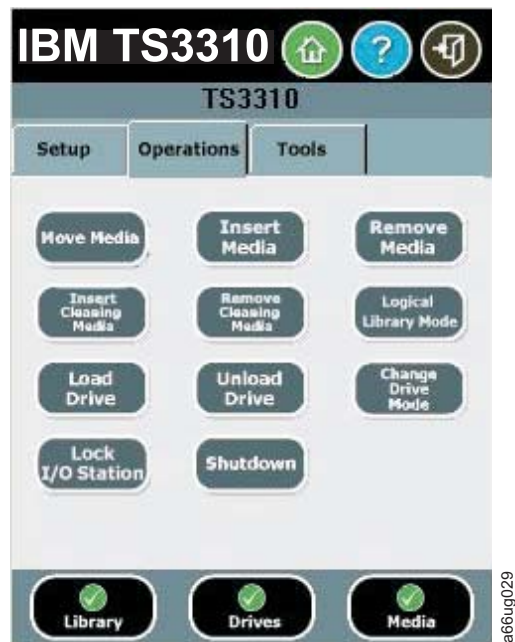 IBM TS3310
?
TS3310
Setup Operations Tools
Move Media
Insert
Media
Remove
Media
Insert
Cleaning
Media
Remove
Cleaning
Media
Logical
Library Mode
Load
Drive
Unload
Drive
Change
Drive
Mode
Lock
I/O Station
Shutdown
Library
Drives
Media
a66ug029